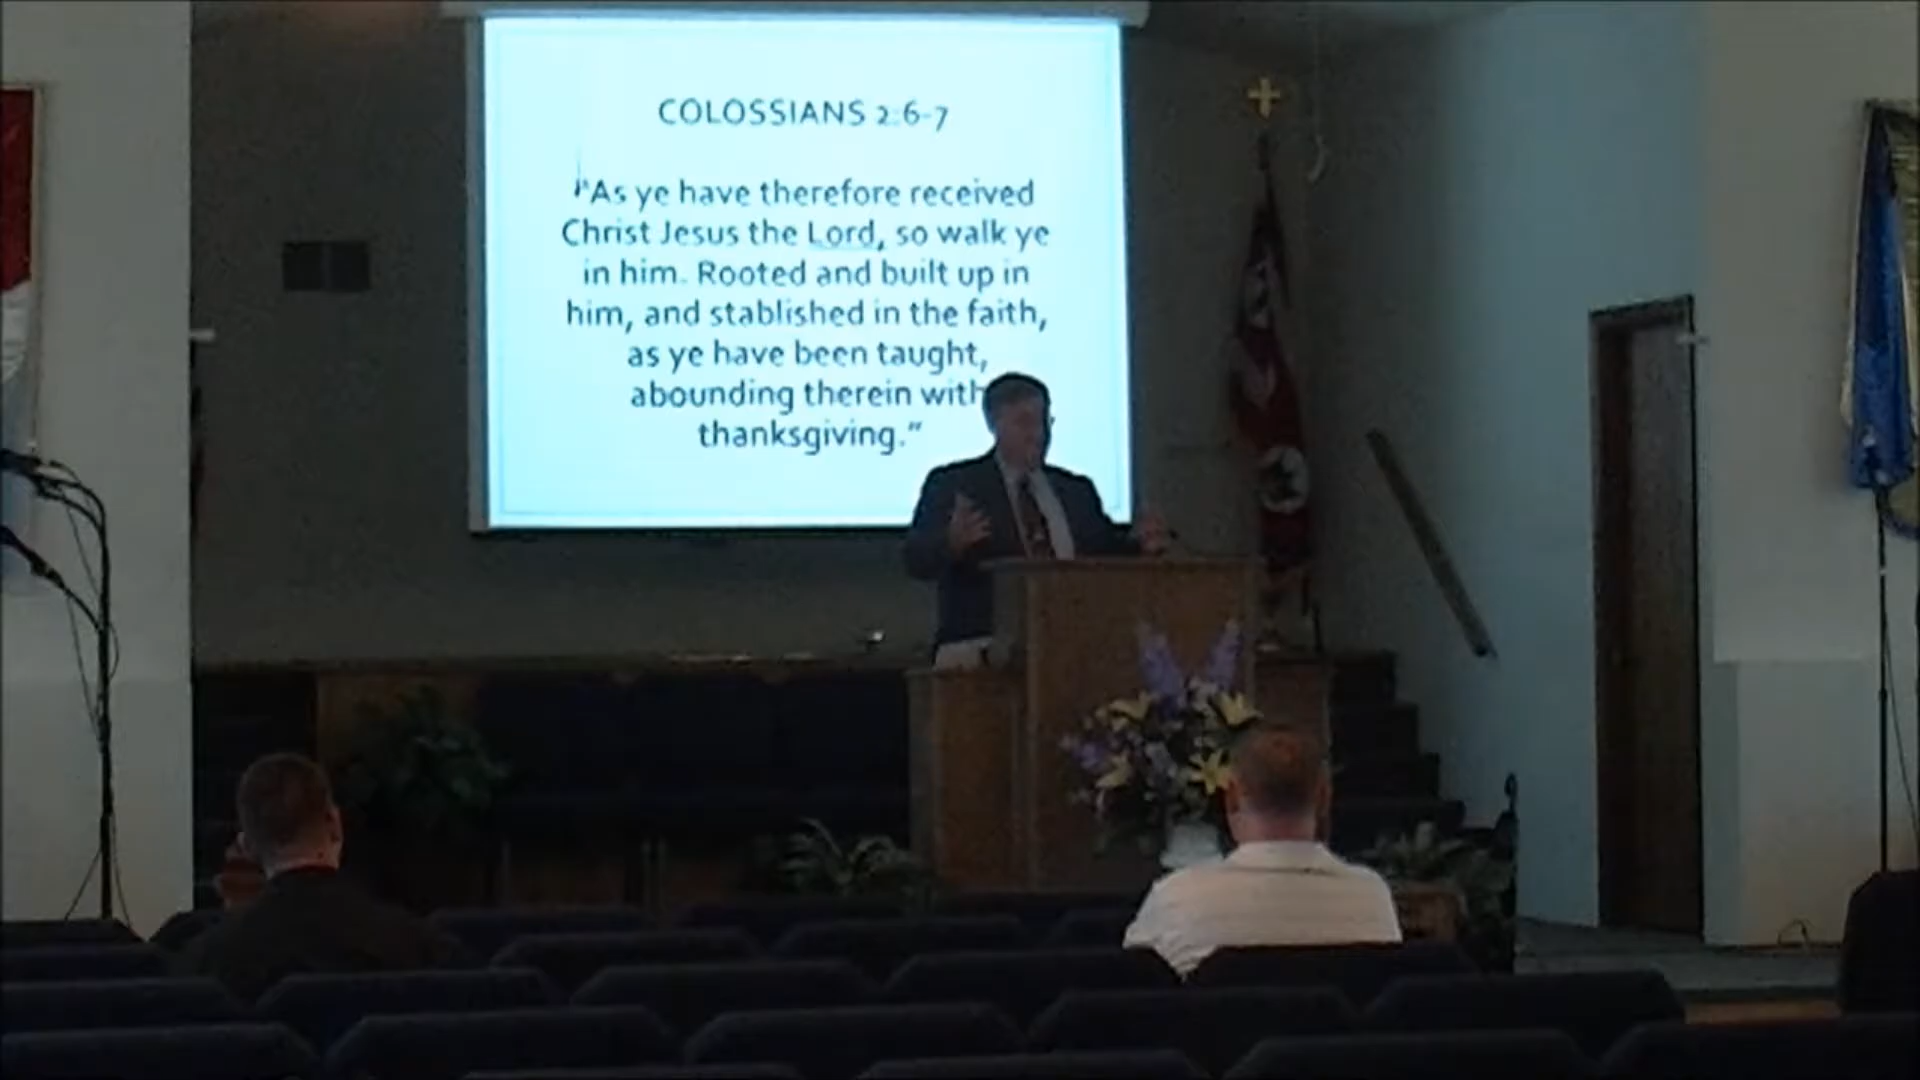 COLOSSIANS 2:6-7
"As ye have therefore received
Christ Jesus the Lord, so walk ye
in him. Rooted and built up in
him, and stablished in the faith,
as ye have been taught,
abounding therein with
thanksgiving."